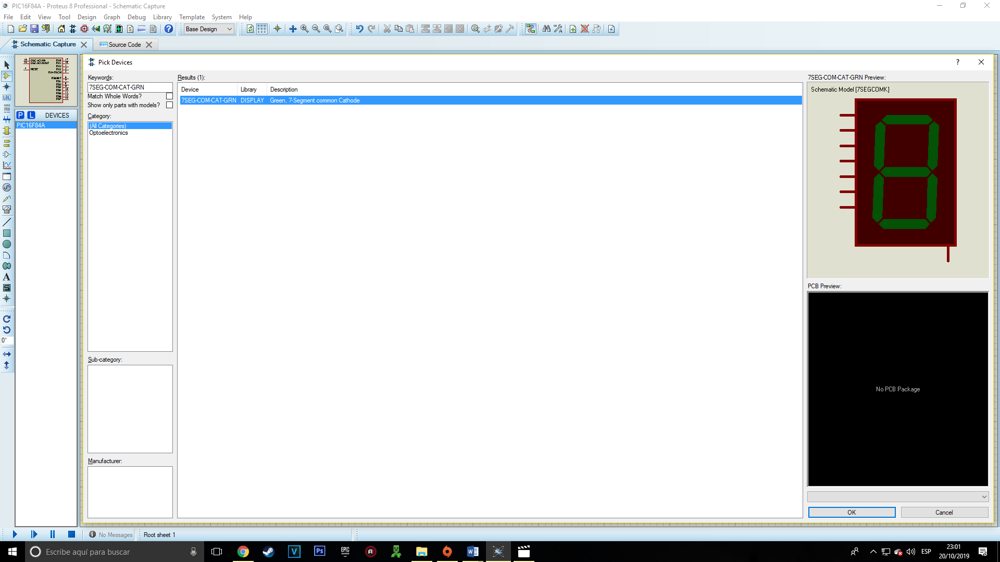 PIC16F84A - Proteus 8 Professional - Schematic Capture
File Edit View Tool Design Graph Debug Library Template System Help
Base Design
Schematic Capture
Source Code
P L DEVICES
PIC16F84A
Pick Devices
?
Keywords:
7SEG-COM-CAT-GRN
Match Whole Words?
Show only parts with models?
Category:
(All Categories)
Optoelectronics
Sub-category:
Manufacturer:
Results (1):
Device Library Description
7SEG-COM-CAT-GRN DISPLAY Green, 7-Segment common Cathode
7SEG-COM-CAT-GRN Preview:
Schematic Model [7SEGCOMK]
PCB Preview:
No PCB Package
OK Cancel
LBL
A
S
0°
No Messages
Root sheet 1
Escribe aquí para buscar
V
Ps
EPIC GAMES
ESP
23:01
20/10/2019